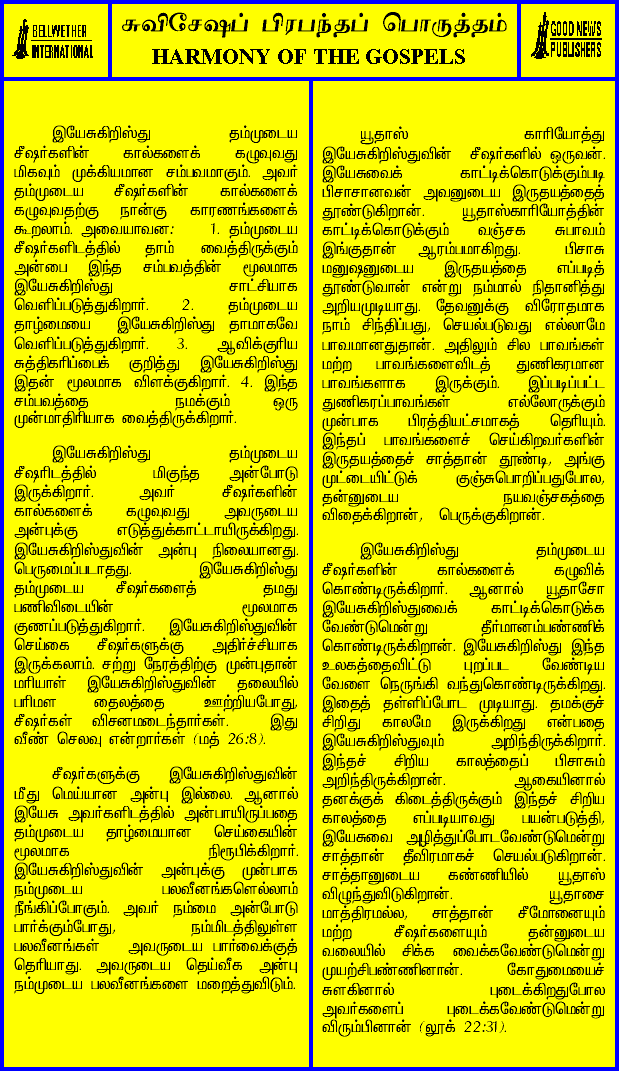 BELLWETHER
INTERNATIONAL
சுவிசேஷப் பிரபந்தப் பொருத்தம்
HARMONY OF THE GOSPELS
GOOD NEWS
PUBLISHERS
இயேசுகிறிஸ்து தம்முடைய
சீஷர்களின் கால்களைக் கழுவுவது
மிகவும் முக்கியமான சம்பவமாகும். அவர்
தம்முடைய சீஷர்களின் கால்களைக்
கழுவுவதற்கு நான்கு காரணங்களைக்
கூறலாம். அவையாவன: 1. தம்முடைய
சீஷர்களிடத்தில் தாம் வைத்திருக்கும்
அன்பை இந்த சம்பவத்தின் மூலமாக
இயேசுகிறிஸ்து சாட்சியாக
வெளிப்படுத்துகிறார். 2. தம்முடைய
தாழ்மையை இயேசுகிறிஸ்து தாமாகவே
வெளிப்படுத்துகிறார். 3. ஆவிக்குரிய
சுத்திகரிப்பைக் குறித்து இயேசுகிறிஸ்து
இதன் மூலமாக விளக்குகிறார். 4. இந்த
சம்பவத்தை நமக்கும் ஒரு
முன்மாதிரியாக வைத்திருக்கிறார்.
இயேசுகிறிஸ்து தம்முடைய
சீஷரிடத்தில் மிகுந்த அன்போடு
இருக்கிறார். அவர் சீஷர்களின்
கால்களைக் கழுவுவது அவருடைய
அன்புக்கு எடுத்துக்காட்டாயிருக்கிறது.
இயேசுகிறிஸ்துவின் அன்பு நிலையானது.
பெருமைப்படாதது. இயேசுகிறிஸ்து
தம்முடைய சீஷர்களைத் தமது
பணிவிடையின் மூலமாக
குணப்படுத்துகிறார். இயேசுகிறிஸ்துவின்
செய்கை சீஷர்களுக்கு அதிர்ச்சியாக
இருக்கலாம். சற்று நேரத்திற்கு முன்புதான்
மரியாள் இயேசுகிறிஸ்துவின் தலையில்
பரிமள தைலத்தை ஊற்றியபோது,
சீஷர்கள் விசனமடைந்தார்கள். இது
வீண் செலவு என்றார்கள் (மத் 26:8).
சீஷர்களுக்கு இயேசுகிறிஸ்துவின்
மீது மெய்யான அன்பு இல்லை. ஆனால்
இயேசு அவர்களிடத்தில் அன்பாயிருப்பதை
தம்முடைய தாழ்மையான செய்கையின்
மூலமாக நிரூபிக்கிறார்.
இயேசுகிறிஸ்துவின் அன்புக்கு முன்பாக
நம்முடைய பலவீனங்களெல்லாம்
நீங்கிப்போகும். அவர் நம்மை அன்போடு
பார்க்கும்போது, நம்மிடத்திலுள்ள
பலவீனங்கள் அவருடைய பார்வைக்குத்
தெரியாது. அவருடைய தெய்வீக அன்பு
நம்முடைய பலவீனங்களை மறைத்துவிடும்.
யூதாஸ் காரியோத்து
இயேசுகிறிஸ்துவின் சீஷர்களில் ஒருவன்.
இயேசுவைக் காட்டிக்கொடுக்கும்படி
பிசாசானவன் அவனுடைய இருதயத்தைத்
தூண்டுகிறான். யூதாஸ்காரியோத்தின்
காட்டிக்கொடுக்கும் வஞ்சக சுபாவம்
இங்குதான் ஆரம்பமாகிறது. பிசாசு
மனுஷனுடைய இருதயத்தை எப்படித்
தூண்டுவான் என்று நம்மால் நிதானித்து
அறியமுடியாது. தேவனுக்கு விரோதமாக
நாம் சிந்திப்பது, செயல்படுவது எல்லாமே
பாவமானதுதான். அதிலும் சில பாவங்கள்
மற்ற பாவங்களைவிடத் துணிகரமான
பாவங்களாக இருக்கும். இப்படிப்பட்ட
துணிகரப்பாவங்கள் எல்லோருக்கும்
முன்பாக பிரத்தியட்சமாகத் தெரியும்.
இந்தப் பாவங்களைச் செய்கிறவர்களின்
இருதயத்தைச் சாத்தான் தூண்டி, அங்கு
முட்டையிட்டுக் குஞ்சுபொறிப்பதுபோல,
தன்னுடைய நயவஞ்சகத்தை
விதைக்கிறான், பெருக்குகிறான்.
இயேசுகிறிஸ்து தம்முடைய
சீஷர்களின் கால்களைக் கழுவிக்
கொண்டிருக்கிறார். ஆனால் யூதாசோ
இயேசுகிறிஸ்துவைக் காட்டிக்கொடுக்க
வேண்டுமென்று தீர்மானம்பண்ணிக்
கொண்டிருக்கிறான். இயேசுகிறிஸ்து இந்த
உலகத்தைவிட்டு புறப்பட வேண்டிய
வேளை நெருங்கி வந்துகொண்டிருக்கிறது.
இதைத் தள்ளிப்போட முடியாது. தமக்குச்
சிறிது காலமே இருக்கிறது என்பதை
இயேசுகிறிஸ்துவும் அறிந்திருக்கிறார்.
இந்தச் சிறிய காலத்தைப் பிசாசும்
அறிந்திருக்கிறான். ஆகையினால்
தனக்குக் கிடைத்திருக்கும் இந்தச் சிறிய
காலத்தை எப்படியாவது பயன்படுத்தி,
இயேசுவை அழித்துப்போடவேண்டுமென்று
சாத்தான் தீவிரமாகச் செயல்படுகிறான்.
சாத்தானுடைய கண்ணியில் யூதாஸ்
விழுந்துவிடுகிறான். யூதாசை
மாத்திரமல்ல, சாத்தான் சீமோனையும்
மற்ற சீஷர்களையும் தன்னுடைய
வலையில் சிக்க வைக்கவேண்டுமென்று
முயற்சிபண்ணினான். கோதுமையைச்
சுளகினால் புடைக்கிறதுபோல
அவர்களைப் புடைக்கவேண்டுமென்று
விரும்பினான் (லூக் 22:31).